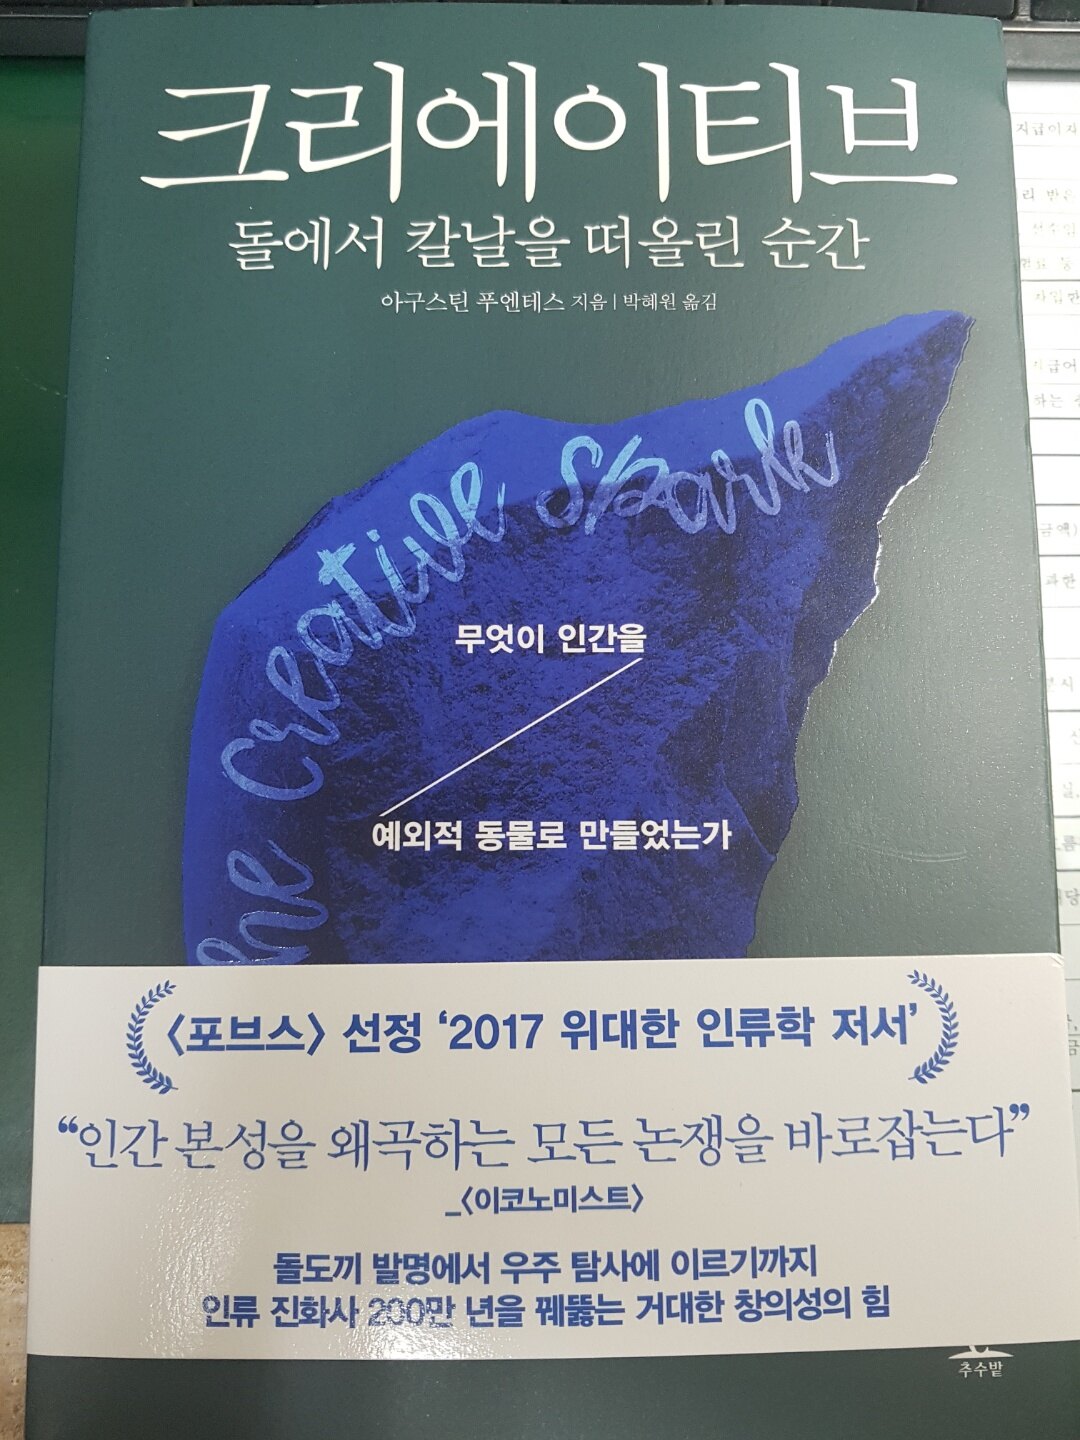 크리에이티브
돌에서 칼날을 떠올린 순간
아구스틴 푸엔테스 지음 | 박혜원 옮김
The Creative Spark
무엇이 인간을
예외적 동물로 만들었는가
<포브스> 선정 ‘2017 위대한 인류학 저서’
“인간 본성을 왜곡하는 모든 논쟁을 바로잡는다”
_<이코노미스트>
돌도끼 발명에서 우주 탐사에 이르기까지
인류 진화사 200만 년을 꿰뚫는 거대한 창의성의 힘
추수밭